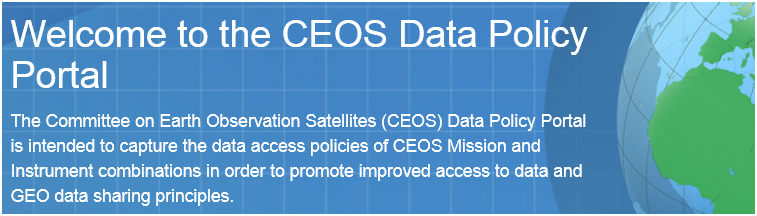 Welcome to the CEOS Data Policy
Portal
The Committee on Earth Observation Satellites (CEOS) Data Policy Portal
is intended to capture the data access policies of CEOS Mission and
Instrument combinations in order to promote improved access to data and
GEO data sharing principles.